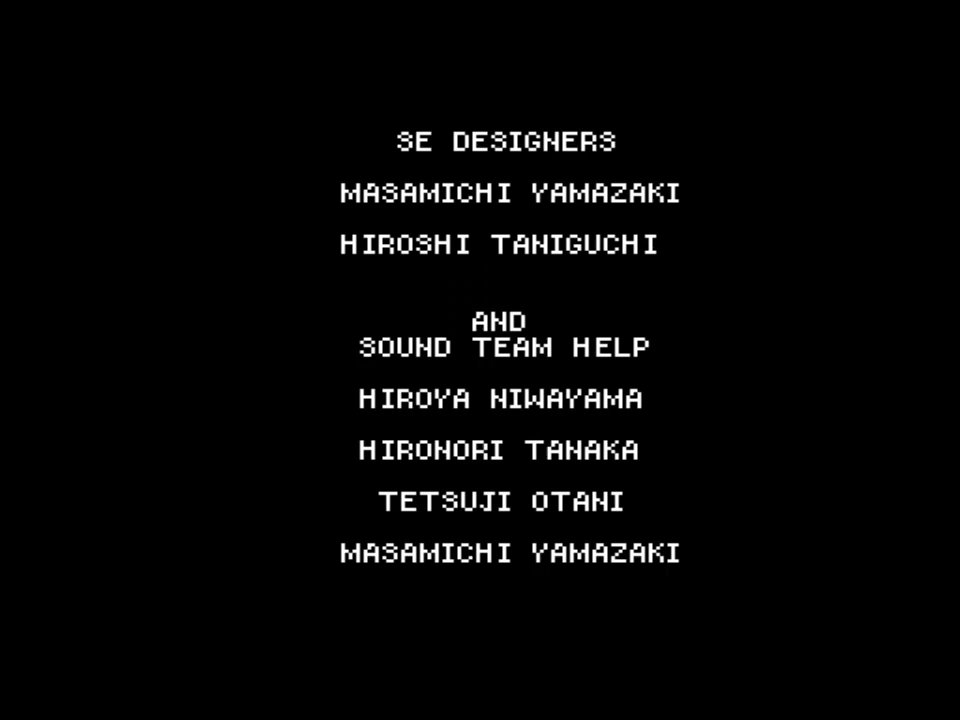 SE DESIGNERS
MASAMICHI YAMAZAKI
HIROSHI TANIGUCHI
AND
SOUND TEAM HELP
HIROYA NIWAYAMA
HIRONORI TANAKA
TETSUJI OTANI
MASAMICHI YAMAZAKI